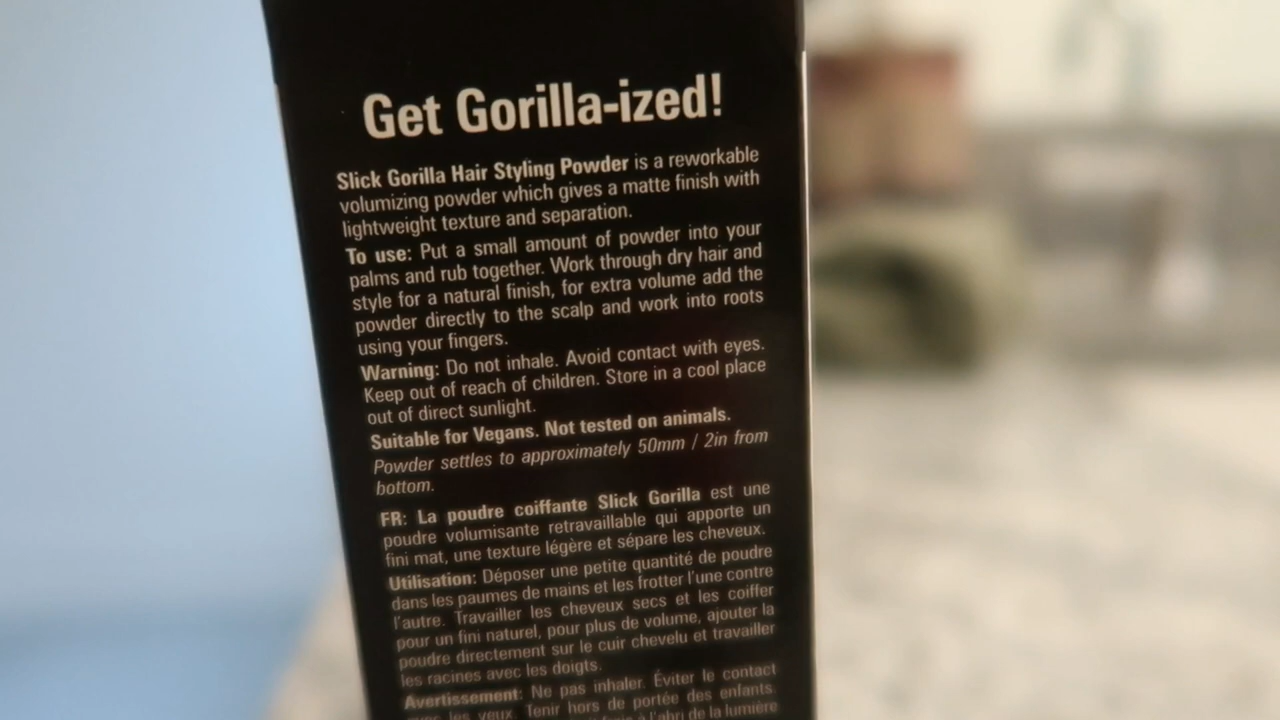 Get Gorilla-ized!
Slick Gorilla Hair Styling Powder is a reworkable
volumizing powder which gives a matte finish with
lightweight texture and separation.
To use: Put a small amount of powder into your
palms and rub together. Work through dry hair and
style for a natural finish, for extra volume add the
powder directly to the scalp and work into roots
using your fingers.
Warning: Do not inhale. Avoid contact with eyes.
Keep out of reach of children. Store in a cool place
out of direct sunlight.
Suitable for Vegans. Not tested on animals.
Powder settles to approximately 50mm / 2in from
bottom.
FR: La poudre coiffante Slick Gorilla est une
poudre volumisante retravaillable qui apporte un
fini mat, une texture légère et sépare les cheveux.
Utilisation: Déposer une petite quantité de poudre
dans les paumes de mains et les frotter l'une contre
l'autre. Travailler les cheveux secs et les coiffer
pour un fini naturel, pour plus de volume, ajouter la
poudre directement sur le cuir chevelu et travailler
les racines avec les doigts.
Avertissement: Ne pas inhaler. Éviter le contact
avec les yeux. Tenir hors de portée des enfants.
à l'abri de la lumière